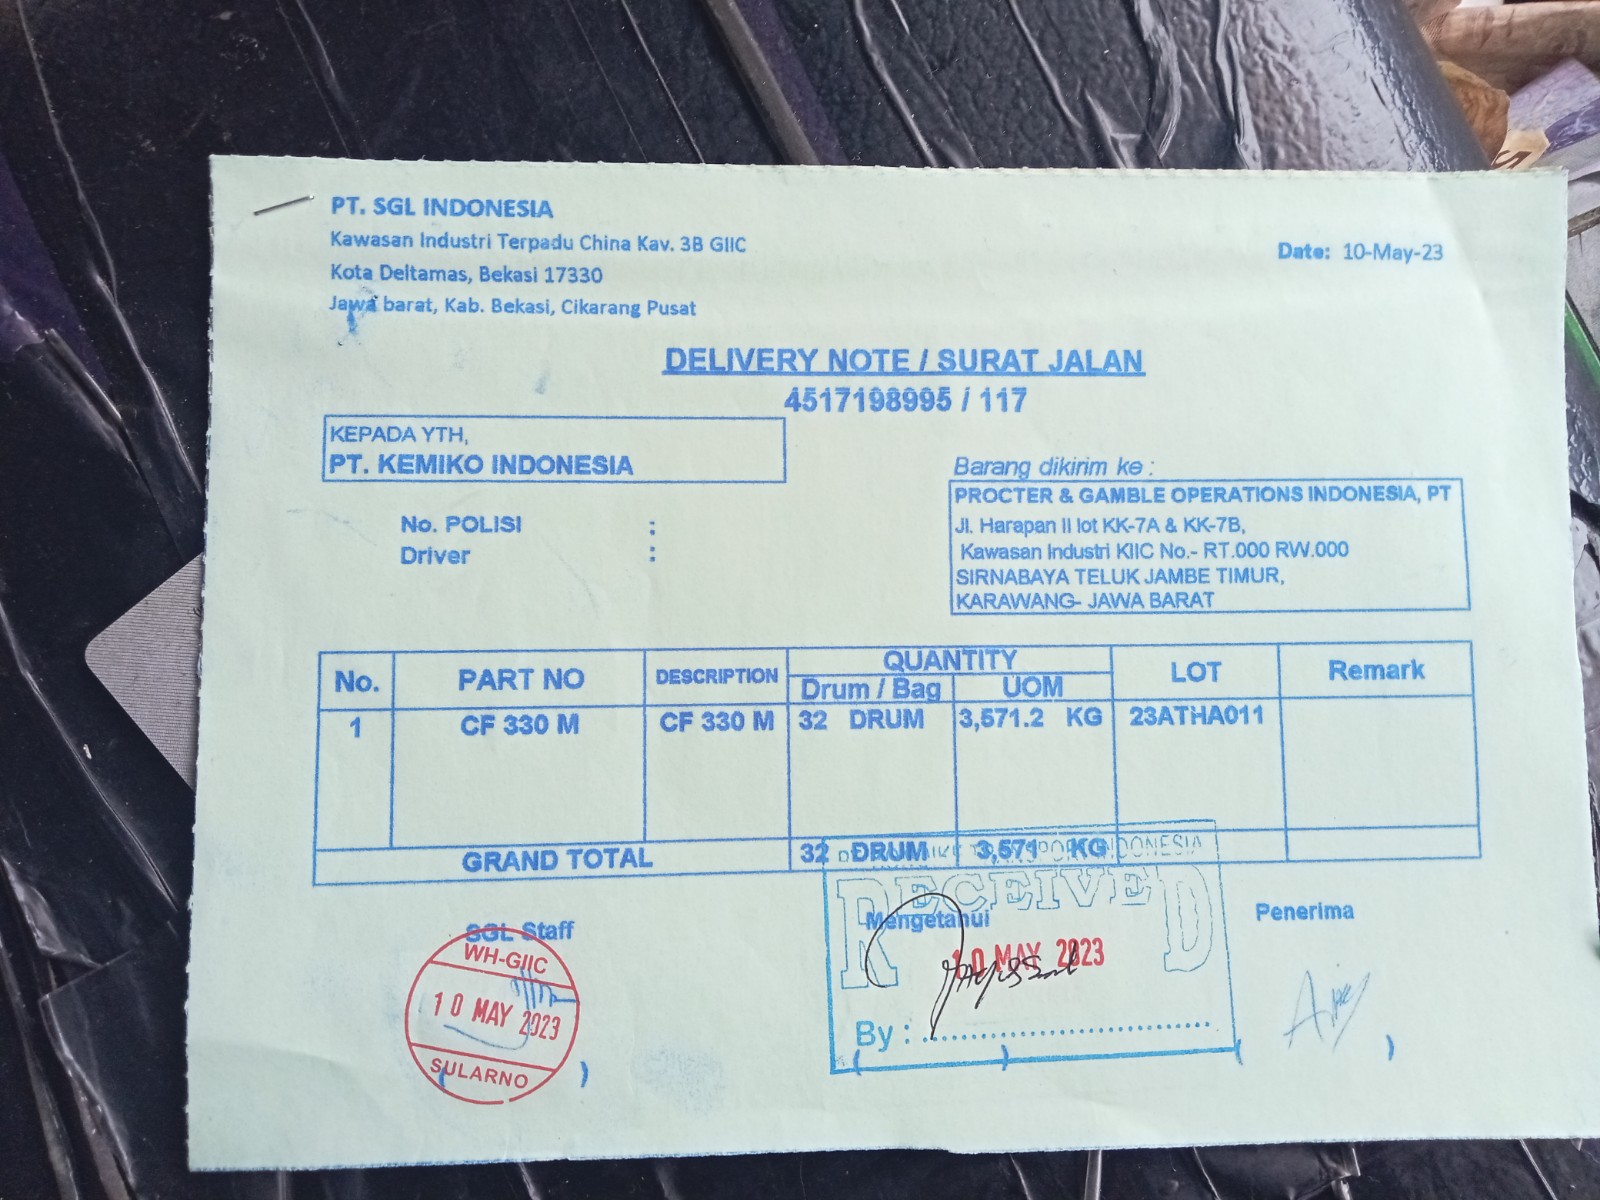 PT. SGL INDONESIA
Kawasan Industri Terpadu China Kav. 3B GIIC
Kota Deltamas, Bekasi 17330
Jawa barat, Kab. Bekasi, Cikarang Pusat
Date: 10-May-23
DELIVERY NOTE / SURAT JALAN
4517198995 / 117
KEPADA YTH,
PT. KEMIKO INDONESIA
No. POLISI :
Driver :
Barang dikirim ke :
PROCTER & GAMBLE OPERATIONS INDONESIA, PT
Jl. Harapan II lot KK-7A & KK-7B,
Kawasan Industri KIIC No.- RT.000 RW.000
SIRNABAYA TELUK JAMBE TIMUR,
KARAWANG- JAWA BARAT
No. PART NO DESCRIPTION QUANTITY LOT Remark
Drum / Bag UOM
1 CF 330 M CF 330 M 32 DRUM 3,571.2 KG 23ATHA011
GRAND TOTAL 32 DRUM 3,571 KG
INDONESIA
RECEIVED
SGL Staff Mengetahui Penerima
WH-GIIC
10 MAY 2023
SULARNO
10 MAY 2023
By : ........................................
( ) ( ) ( )